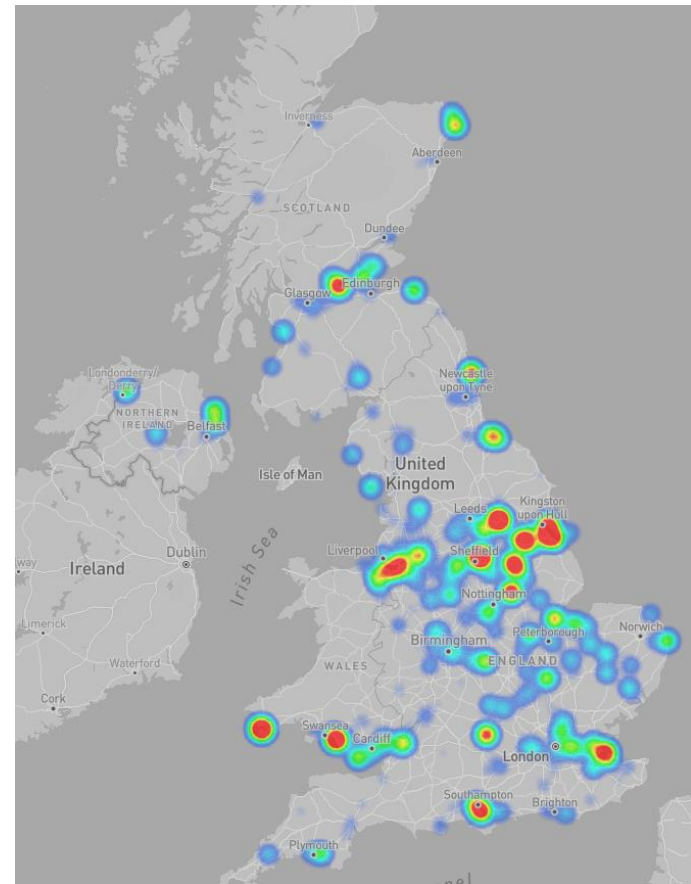 Inverness
Aberdeen
SCOTLAND
Dundee
Glasgow
Edinburgh
Londonderry/
Derry
NORTHERN
IRELAND
Belfast
Newcastle
upon Tyne
Isle of Man
United
Kingdom
Leeds
Kingston
upon Hull
Irish Sea
Dublin
Ireland
way
Liverpool
Sheffield
Nottingham
Limerick
Waterford
Cork
Birmingham
Peterborough
Norwich
WALES
ENGLAND
Swansea
Cardiff
London
Southampton
Brighton
Plymouth
nel